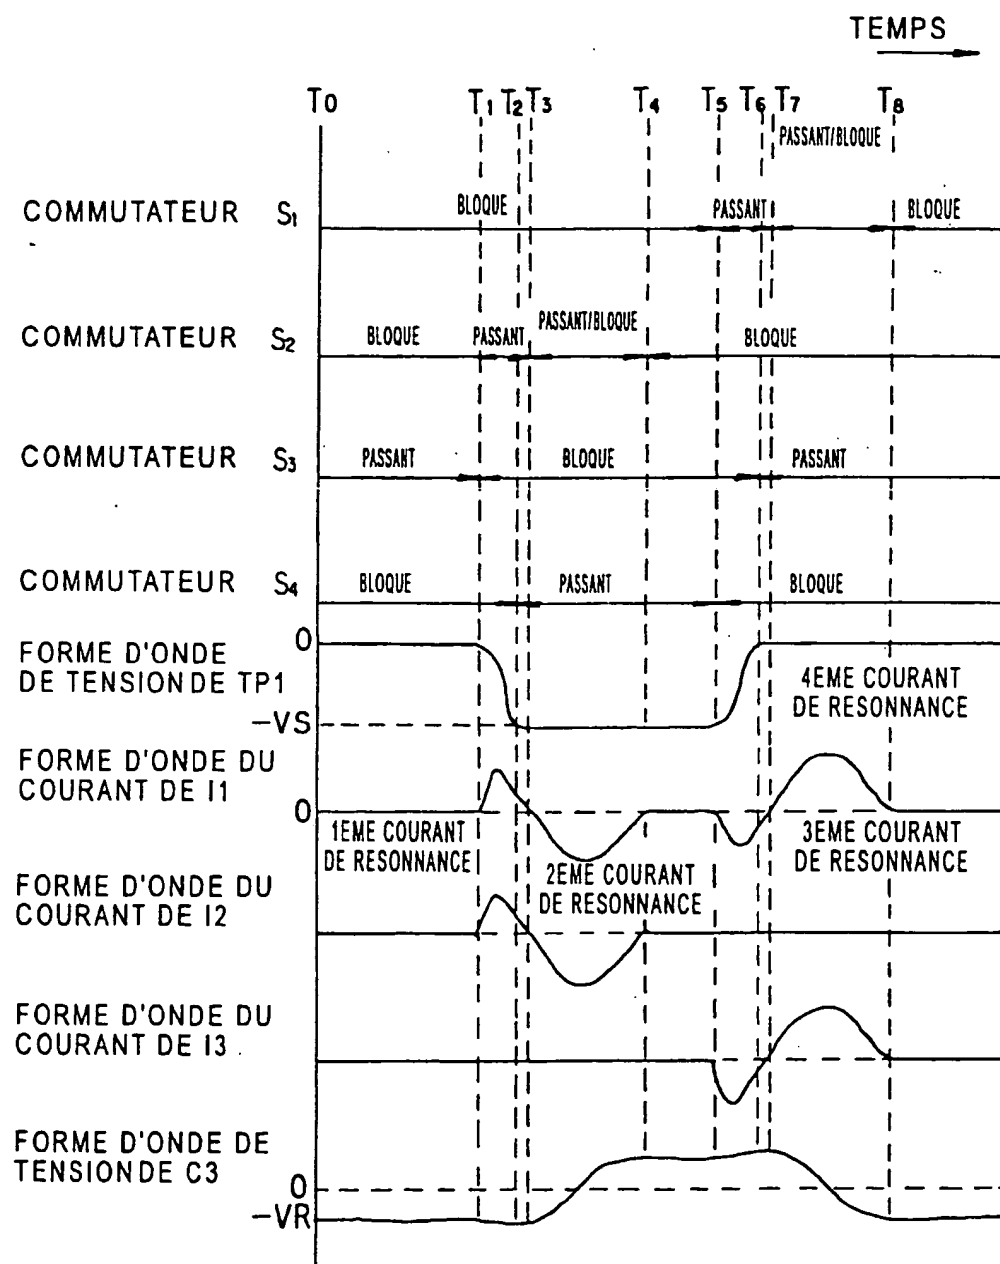 TEMPS
T0 T1 T2 T3 T4 T5 T6 T7 T8
PASSANT/BLOQUE
COMMUTATEUR S1 BLOQUE PASSANT BLOQUE
COMMUTATEUR S2 BLOQUE PASSANT PASSANT/BLOQUE BLOQUE
COMMUTATEUR S3 PASSANT BLOQUE PASSANT
COMMUTATEUR S4 BLOQUE PASSANT BLOQUE
0
FORME D'ONDE
DE TENSION DE TP1
-VS
4EME COURANT
DE RESONNANCE
FORME D'ONDE DU
COURANT DE I1
0
1EME COURANT
DE RESONNANCE
3EME COURANT
DE RESONNANCE
2EME COURANT
DE RESONNANCE
FORME D'ONDE DU
COURANT DE I2
FORME D'ONDE DU
COURANT DE I3
FORME D'ONDE DE
TENSION DE C3
0
-VR